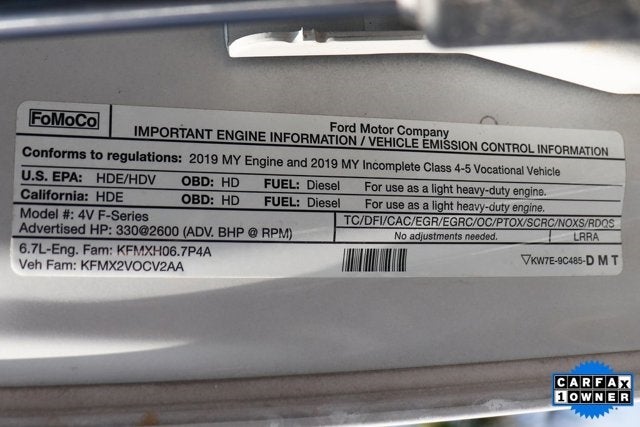 FoMoCo
Ford Motor Company
IMPORTANT ENGINE INFORMATION / VEHICLE EMISSION CONTROL INFORMATION
Conforms to regulations: 2019 MY Engine and 2019 MY Incomplete Class 4-5 Vocational Vehicle
U.S. EPA: HDE/HDV OBD: HD FUEL: Diesel For use as a light heavy-duty engine.
California: HDE OBD: HD FUEL: Diesel For use as a light heavy-duty engine.
Model #: 4V F-Series TC/DFI/CAC/EGR/EGRC/OC/PTOX/SCRC/NOXS/RDQS
Advertised HP: 330@2600 (ADV. BHP @ RPM) No adjustments needed. LRRA
6.7L-Eng. Fam: KFMXH06.7P4A
Veh Fam: KFMX2VOCV2AA
KW7E-9C485-DMT
CARFAX
1 OWNER